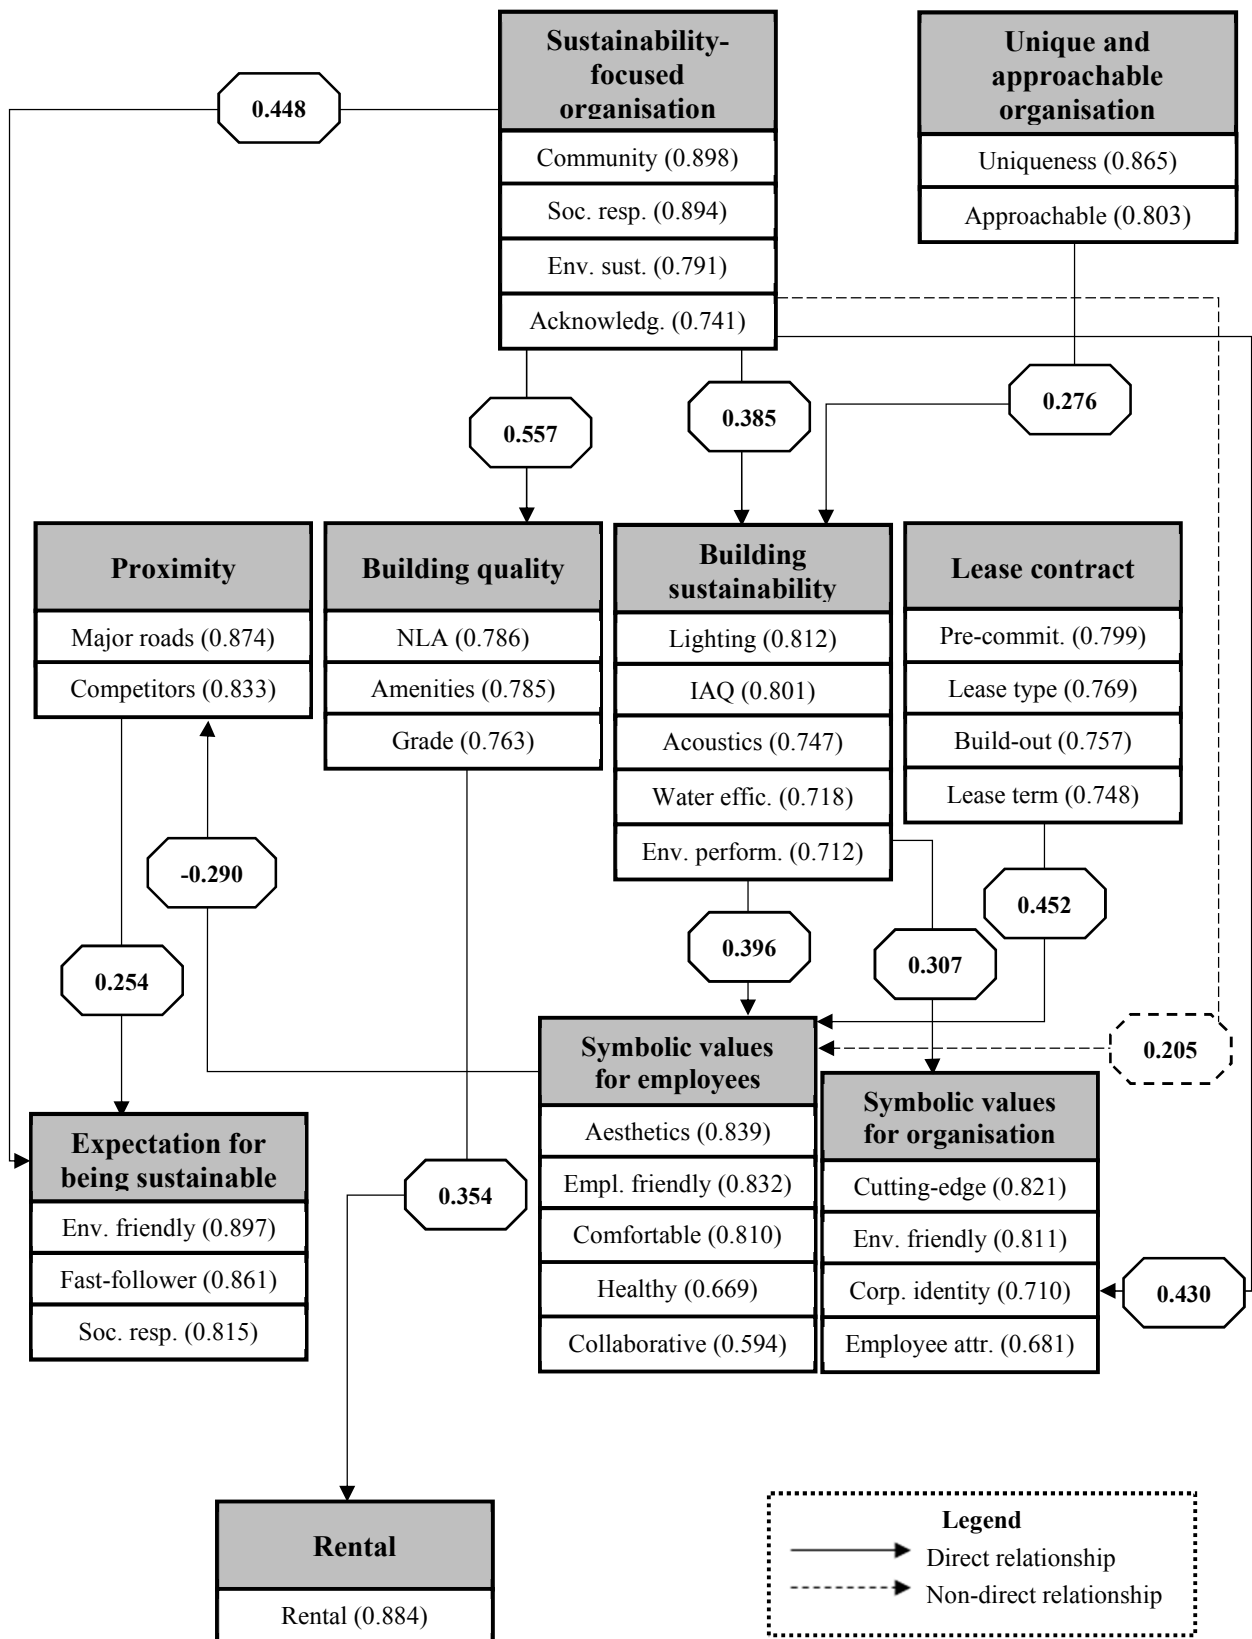 Sustainability-
focused
organisation
Community (0.898)
Soc. resp. (0.894)
Env. sust. (0.791)
Acknowledg. (0.741)
Unique and
approachable
organisation
Uniqueness (0.865)
Approachable (0.803)
0.448
0.557
0.385
0.276
Proximity
Major roads (0.874)
Competitors (0.833)
Building quality
NLA (0.786)
Amenities (0.785)
Grade (0.763)
Building
sustainability
Lighting (0.812)
IAQ (0.801)
Acoustics (0.747)
Water effic. (0.718)
Env. perform. (0.712)
Lease contract
Pre-commit. (0.799)
Lease type (0.769)
Build-out (0.757)
Lease term (0.748)
-0.290
0.254
0.396
0.307
0.452
0.205
Expectation for
being sustainable
Env. friendly (0.897)
Fast-follower (0.861)
Soc. resp. (0.815)
0.354
Symbolic values
for employees
Aesthetics (0.839)
Empl. friendly (0.832)
Comfortable (0.810)
Healthy (0.669)
Collaborative (0.594)
Symbolic values
for organisation
Cutting-edge (0.821)
Env. friendly (0.811)
Corp. identity (0.710)
Employee attr. (0.681)
0.430
Rental
Rental (0.884)
Legend
Direct relationship
Non-direct relationship